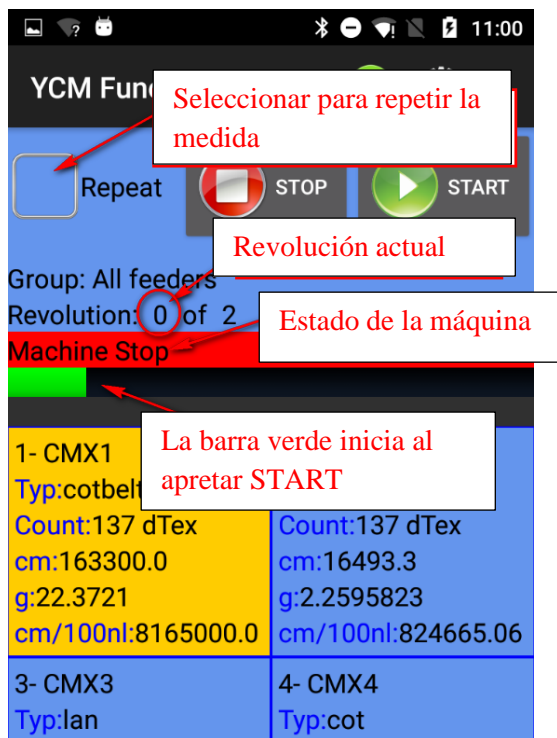 11:00
YCM Fun
Seleccionar para repetir la
medida
Repeat
STOP
START
Revolución actual
Group: All feeders
Revolution: 0 of 2
Estado de la máquina
Machine Stop
La barra verde inicia al
apretar START
1- CMX1
Typ:cotbelt
Count:137 dTex
cm:163300.0
g:22.3721
cm/100nl:8165000.0
Count:137 dTex
cm:16493.3
g:2.2595823
cm/100nl:824665.06
3- CMX3
Typ:lan
4- CMX4
Typ:cot